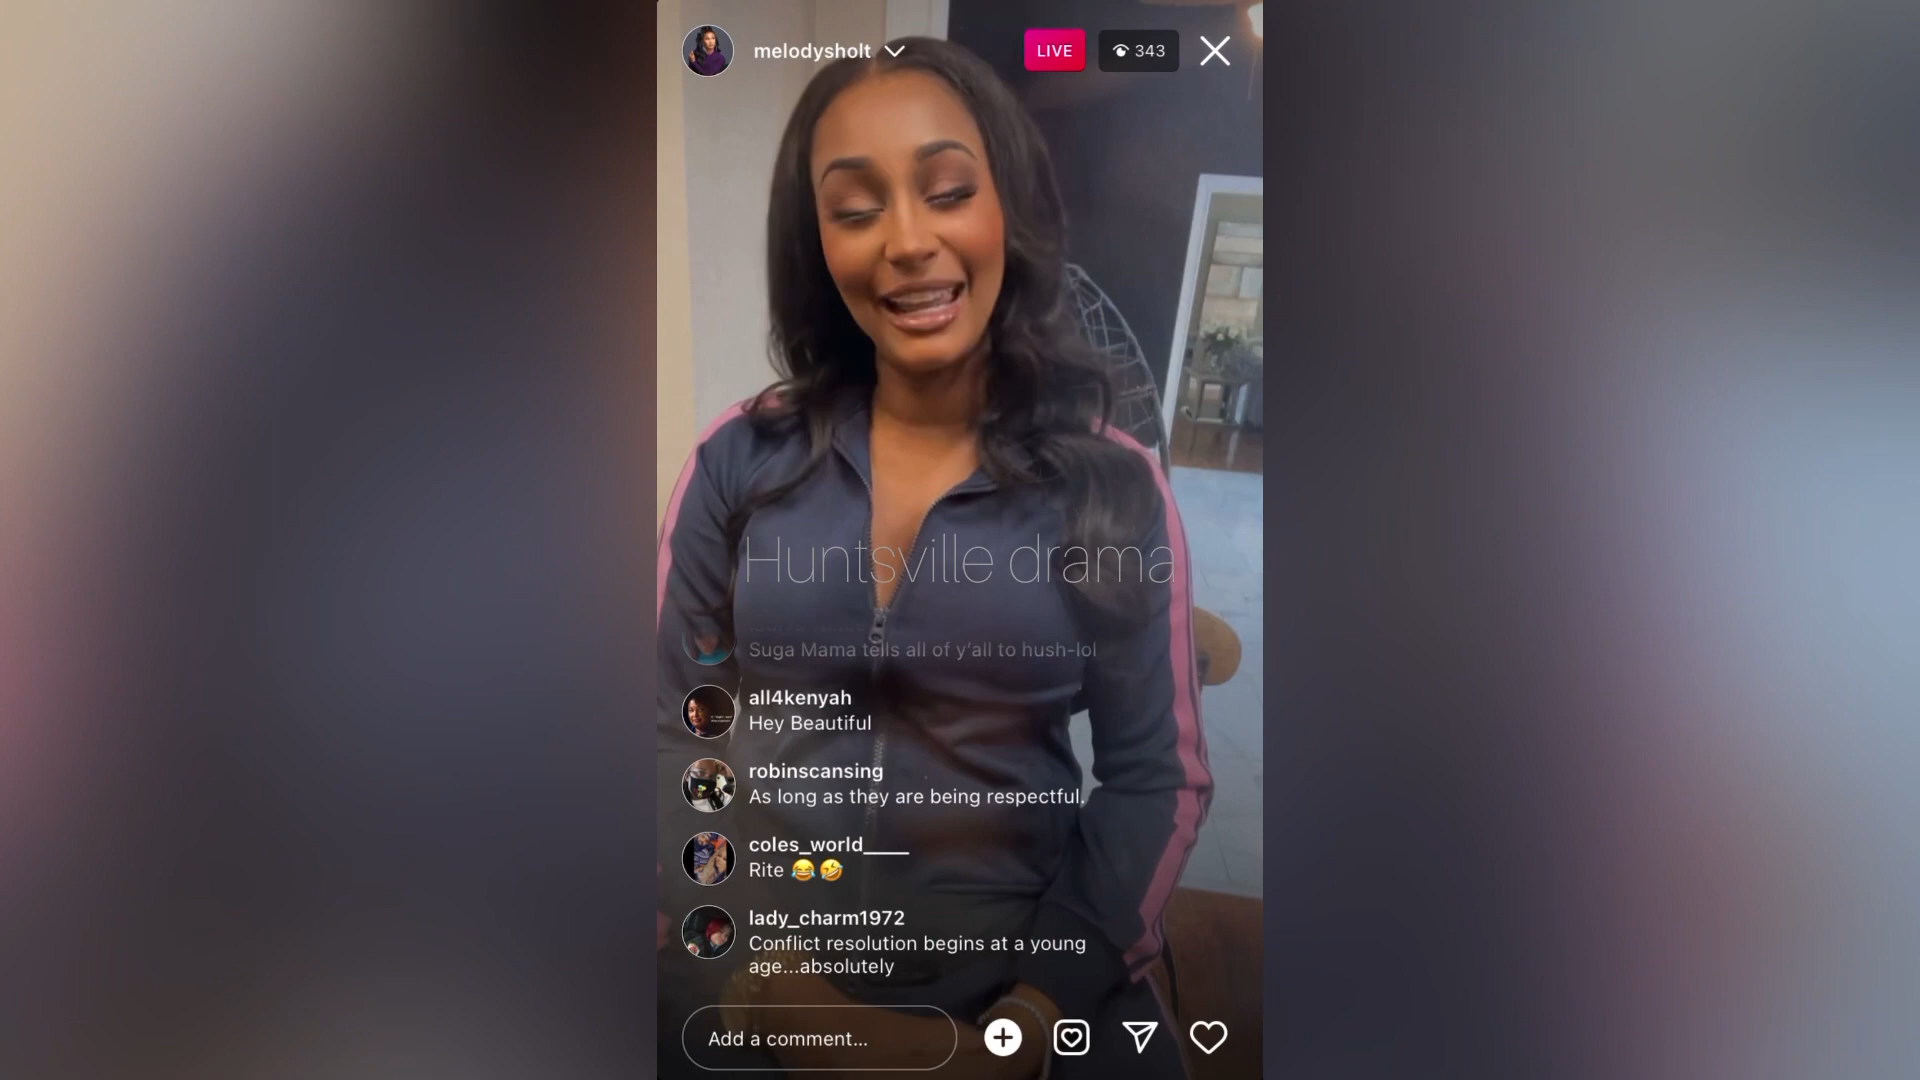 melodysholt
LIVE
343
Huntsville drama
Suga Mama tells all of y'all to hush-lol
all4kenyah
Hey Beautiful
robinscansing
As long as they are being respectful.
coles_world_____
Rite 😂🤣
lady_charm1972
Conflict resolution begins at a young
age...absolutely
Add a comment...